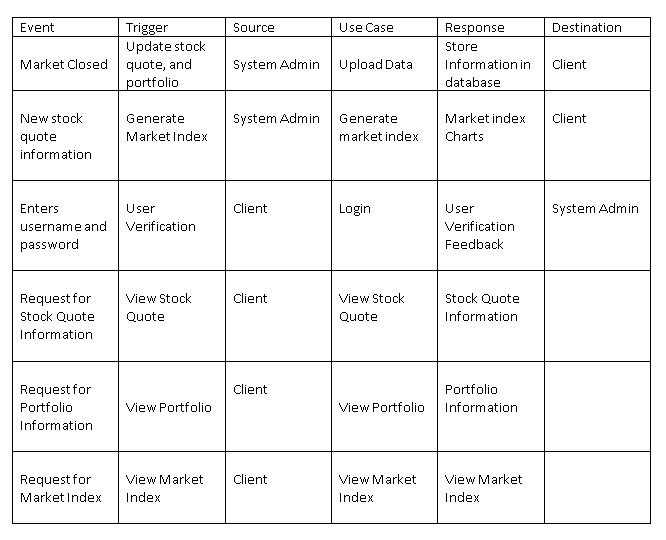 Event Trigger Source Use Case Response Destination
Market Closed Update stock quote, and portfolio System Admin Upload Data Store Information in database Client
New stock quote information Generate Market Index System Admin Generate market index Market index Charts Client
Enters username and password User Verification Client Login User Verification Feedback System Admin
Request for Stock Quote Information View Stock Quote Client View Stock Quote Stock Quote Information
Request for Portfolio Information View Portfolio Client View Portfolio Portfolio Information
Request for Market Index View Market Index Client View Market Index View Market Index